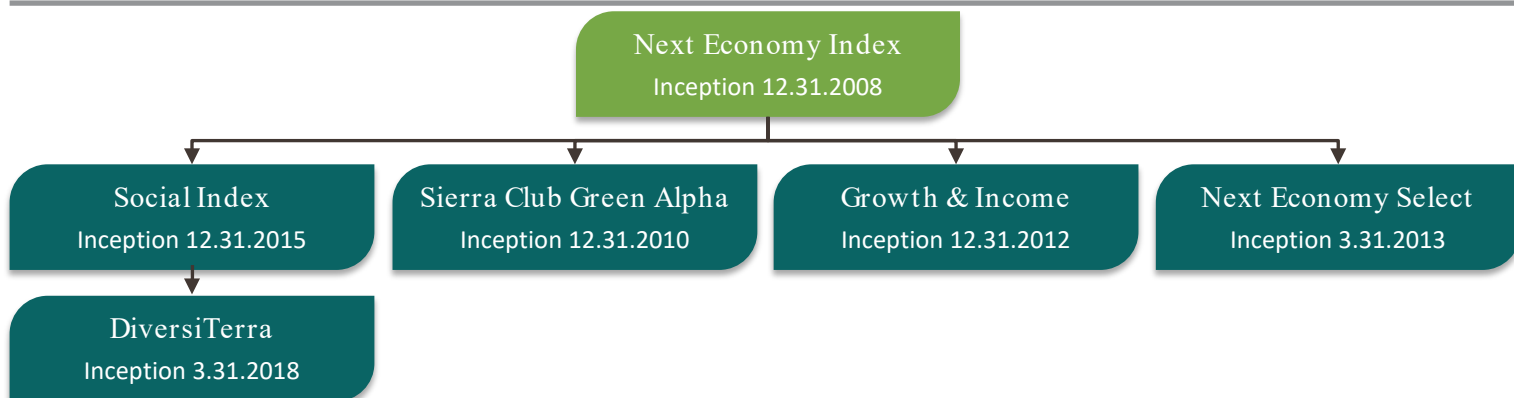 Next Economy Index
Inception 12.31.2008
Social Index
Inception 12.31.2015
Sierra Club Green Alpha
Inception 12.31.2010
Growth & Income
Inception 12.31.2012
Next Economy Select
Inception 3.31.2013
DiversiTerra
Inception 3.31.2018